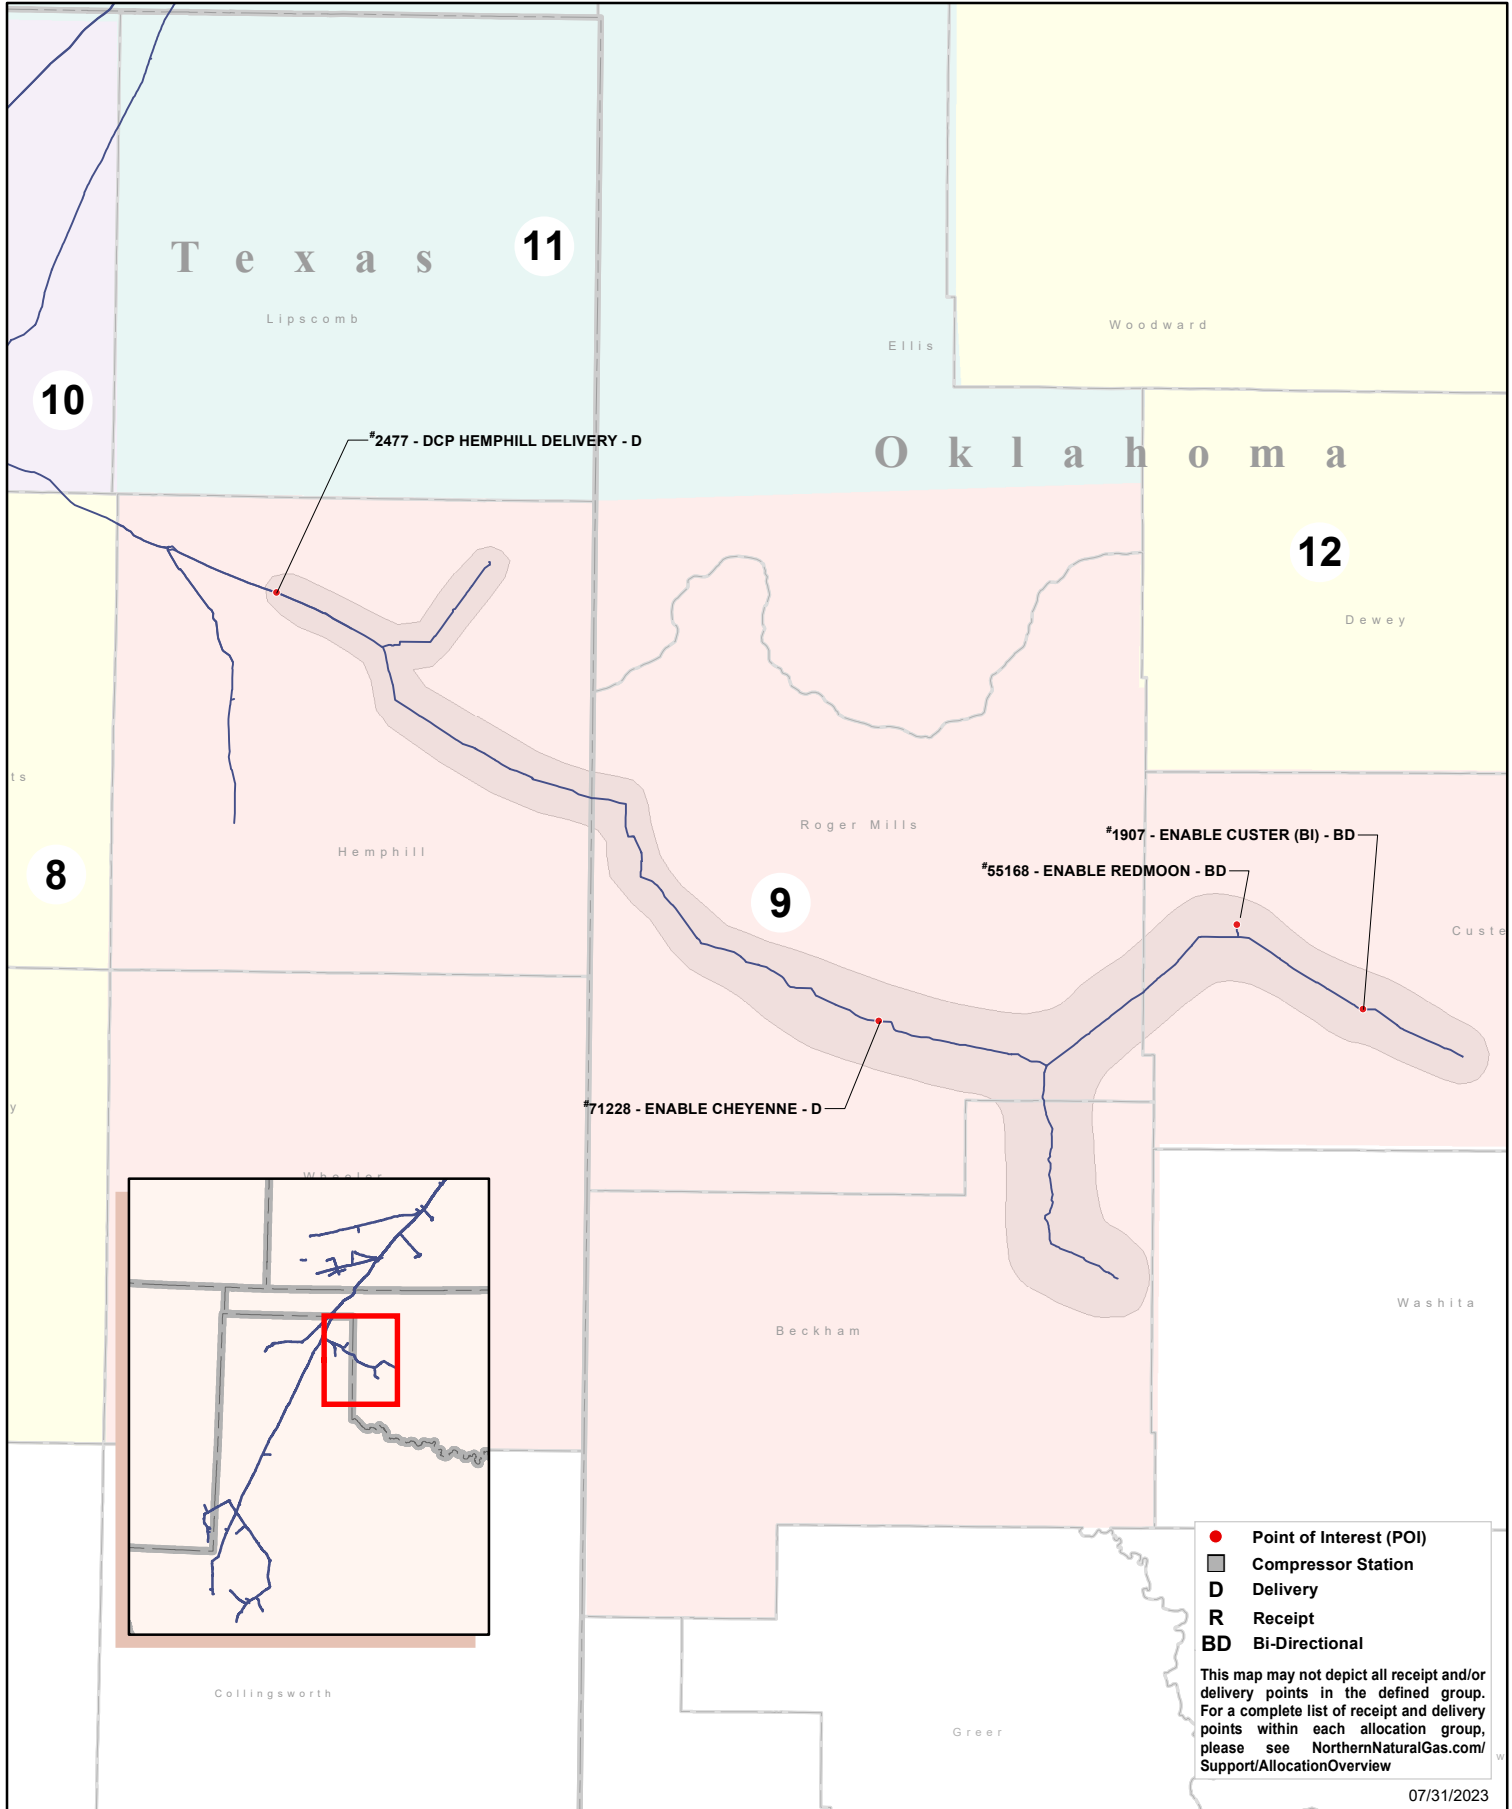 Texas
11
Lipscomb
Ellis
Woodward
10
#2477 - DCP HEMPHILL DELIVERY - D
Oklahoma
12
Dewey
ts
Roger Mills
#1907 - ENABLE CUSTER (BI) - BD
Hemphill
#55168 - ENABLE REDMOON - BD
8
9
Custe
#71228 - ENABLE CHEYENNE - D
y
Wheeler
Washita
Beckham
Point of Interest (POI)
Compressor Station
D Delivery
R Receipt
BD Bi-Directional
This map may not depict all receipt and/or
delivery points in the defined group.
For a complete list of receipt and delivery
points within each allocation group,
please see NorthernNaturalGas.com/
Support/AllocationOverview
Collingsworth
Greer
w
07/31/2023